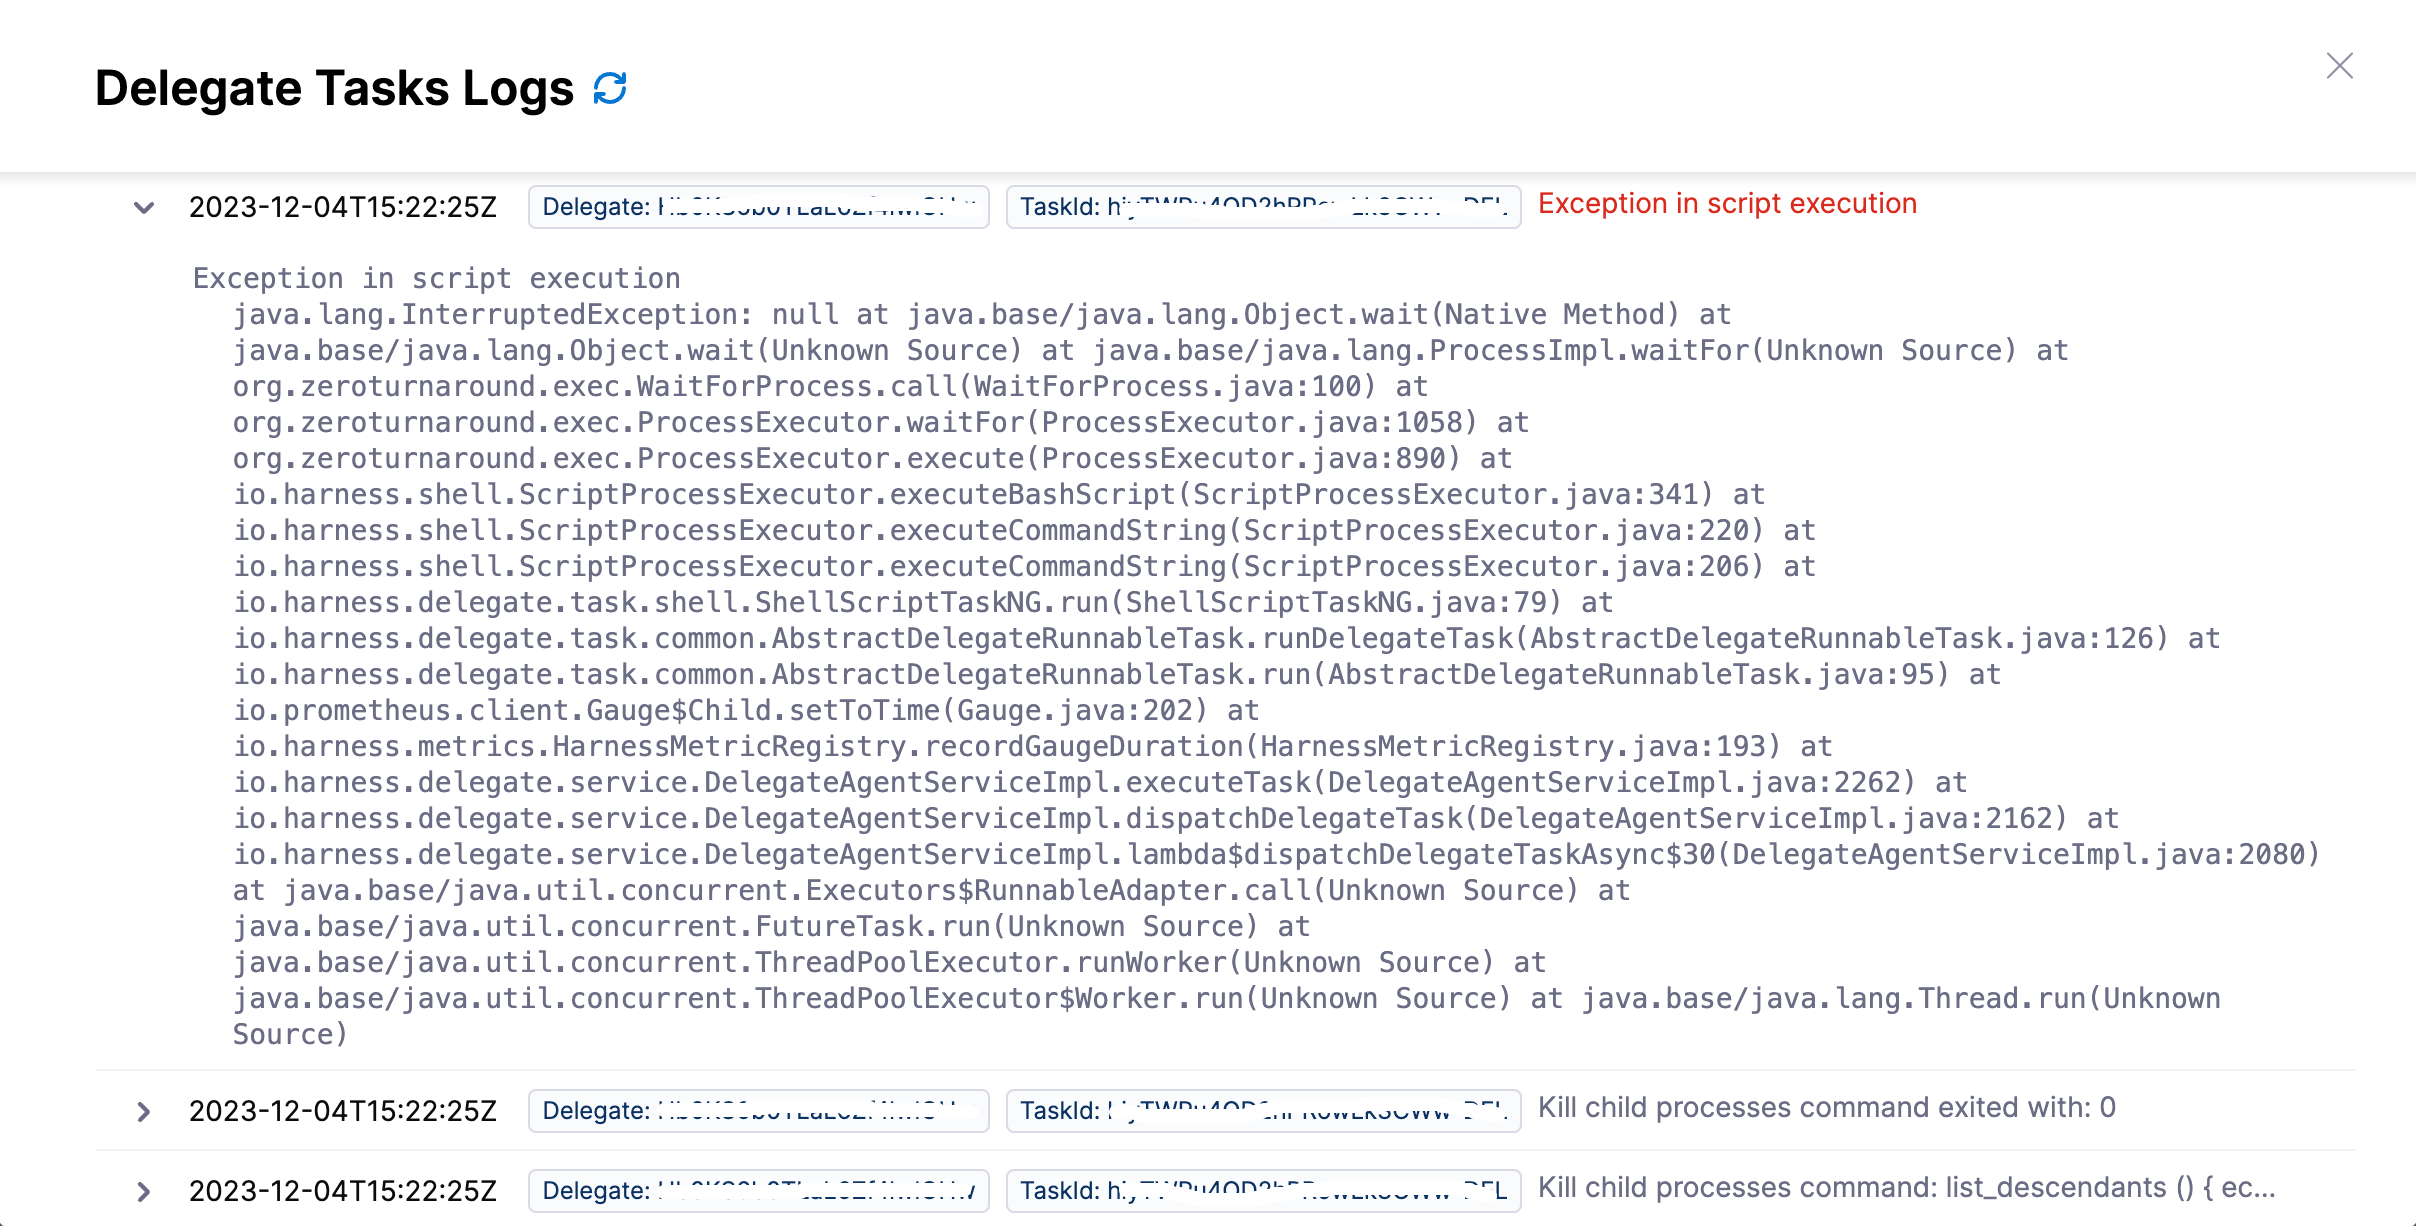 Delegate Tasks Logs
2023-12-04T15:22:25Z Delegate: TaskId: Exception in script execution
Exception in script execution
java.lang.InterruptedException: null at java.base/java.lang.Object.wait(Native Method) at
java.base/java.lang.Object.wait(Unknown Source) at java.base/java.lang.ProcessImpl.waitFor(Unknown Source) at
org.zeroturnaround.exec.WaitForProcess.call(WaitForProcess.java:100) at
org.zeroturnaround.exec.ProcessExecutor.waitFor(ProcessExecutor.java:1058) at
org.zeroturnaround.exec.ProcessExecutor.execute(ProcessExecutor.java:890) at
io.harness.shell.ScriptProcessExecutor.executeBashScript(ScriptProcessExecutor.java:341) at
io.harness.shell.ScriptProcessExecutor.executeCommandString(ScriptProcessExecutor.java:220) at
io.harness.shell.ScriptProcessExecutor.executeCommandString(ScriptProcessExecutor.java:206) at
io.harness.delegate.task.shell.ShellScriptTaskNG.run(ShellScriptTaskNG.java:79) at
io.harness.delegate.task.common.AbstractDelegateRunnableTask.runDelegateTask(AbstractDelegateRunnableTask.java:126) at
io.harness.delegate.task.common.AbstractDelegateRunnableTask.run(AbstractDelegateRunnableTask.java:95) at
io.prometheus.client.Gauge$Child.setToTime(Gauge.java:202) at
io.harness.metrics.HarnessMetricRegistry.recordGaugeDuration(HarnessMetricRegistry.java:193) at
io.harness.delegate.service.DelegateAgentServiceImpl.executeTask(DelegateAgentServiceImpl.java:2262) at
io.harness.delegate.service.DelegateAgentServiceImpl.dispatchDelegateTask(DelegateAgentServiceImpl.java:2162) at
io.harness.delegate.service.DelegateAgentServiceImpl.lambda$dispatchDelegateTaskAsync$30(DelegateAgentServiceImpl.java:2080)
at java.base/java.util.concurrent.Executors$RunnableAdapter.call(Unknown Source) at
java.base/java.util.concurrent.FutureTask.run(Unknown Source) at
java.base/java.util.concurrent.ThreadPoolExecutor.runWorker(Unknown Source) at
java.base/java.util.concurrent.ThreadPoolExecutor$Worker.run(Unknown Source) at java.base/java.lang.Thread.run(Unknown
Source)
2023-12-04T15:22:25Z Delegate: TaskId: Kill child processes command exited with: 0
2023-12-04T15:22:25Z Delegate: TaskId: Kill child processes command: list_descendants () { ec...